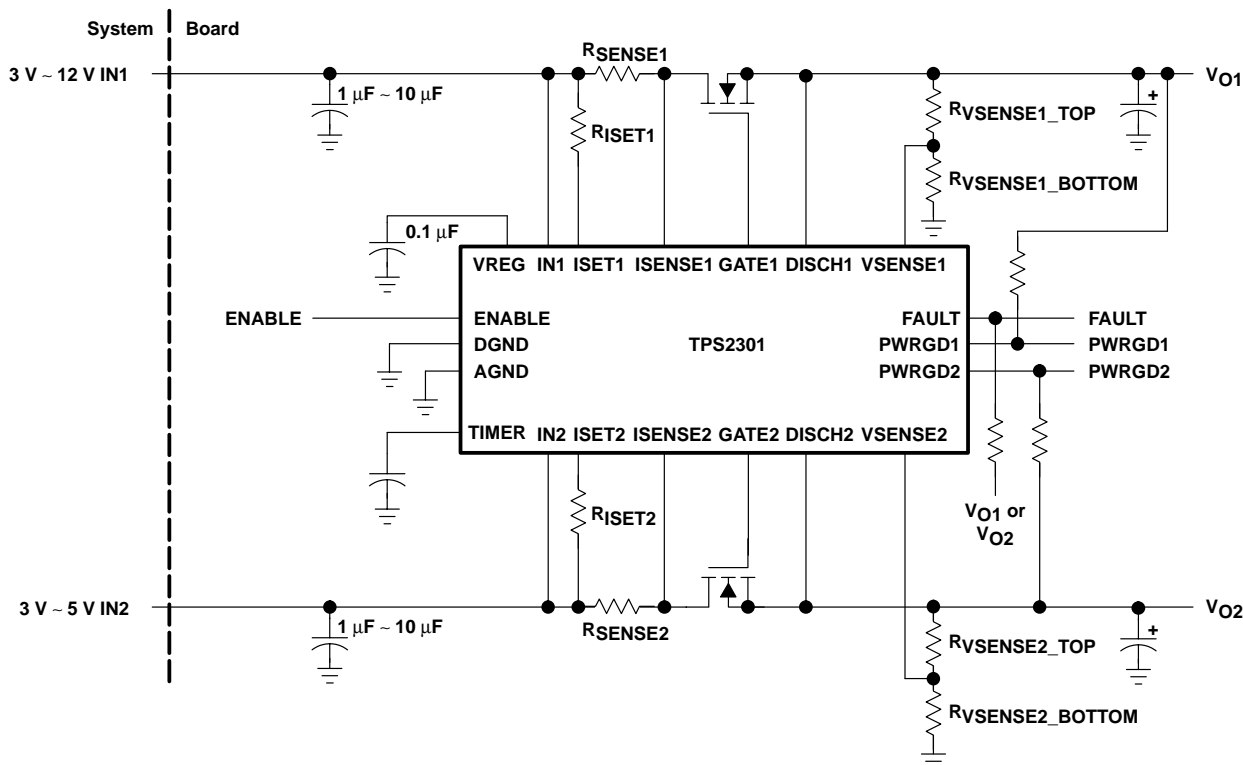 System Board
3 V ~ 12 V IN1
RSENSE1
VO1
1 µF ~ 10 µF
RISET1
RVSENSE1_TOP
+
RVSENSE1_BOTTOM
0.1 µF
VREG IN1 ISET1 ISENSE1 GATE1 DISCH1 VSENSE1
ENABLE
ENABLE
TPS2301
FAULT
FAULT
DGND
PWRGD1
PWRGD1
AGND
PWRGD2
PWRGD2
TIMER IN2 ISET2 ISENSE2 GATE2 DISCH2 VSENSE2
RISET2
VO1 or
VO2
3 V ~ 5 V IN2
RSENSE2
VO2
1 µF ~ 10 µF
RVSENSE2_TOP
+
RVSENSE2_BOTTOM